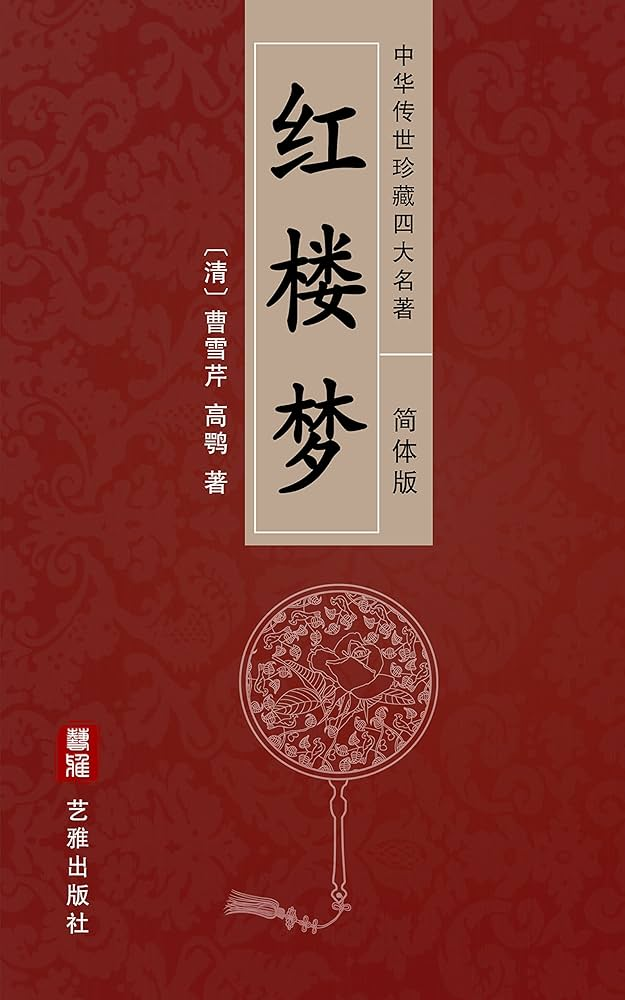 中华传世珍藏四大名著
简体版
红楼梦
〔清〕曹雪芹 高鹗 著
艺雅出版社